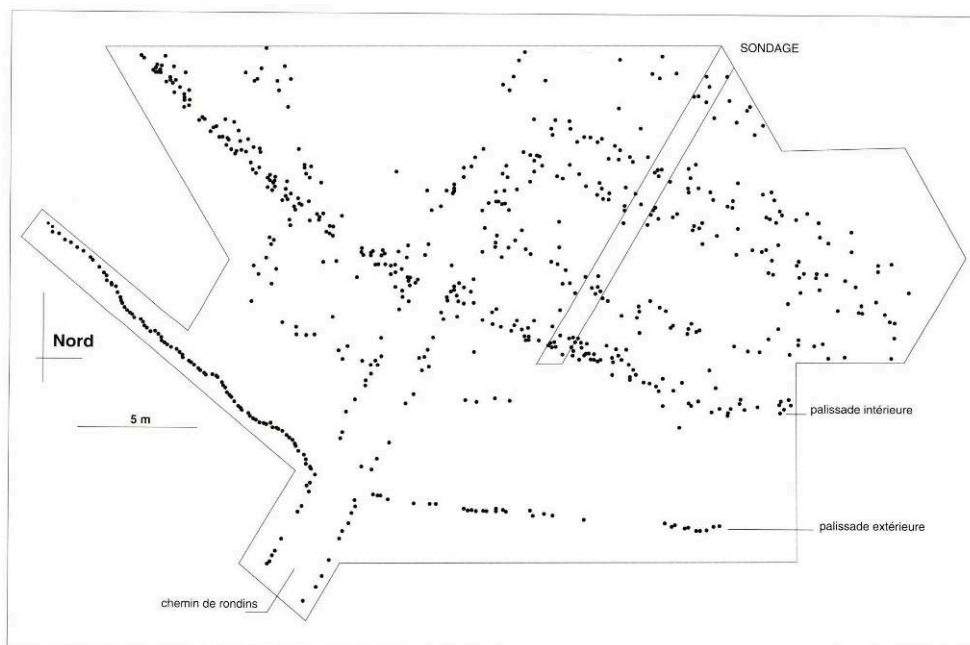 SONDAGE
Nord
5 m
palissade intérieure
palissade extérieure
chemin de rondins